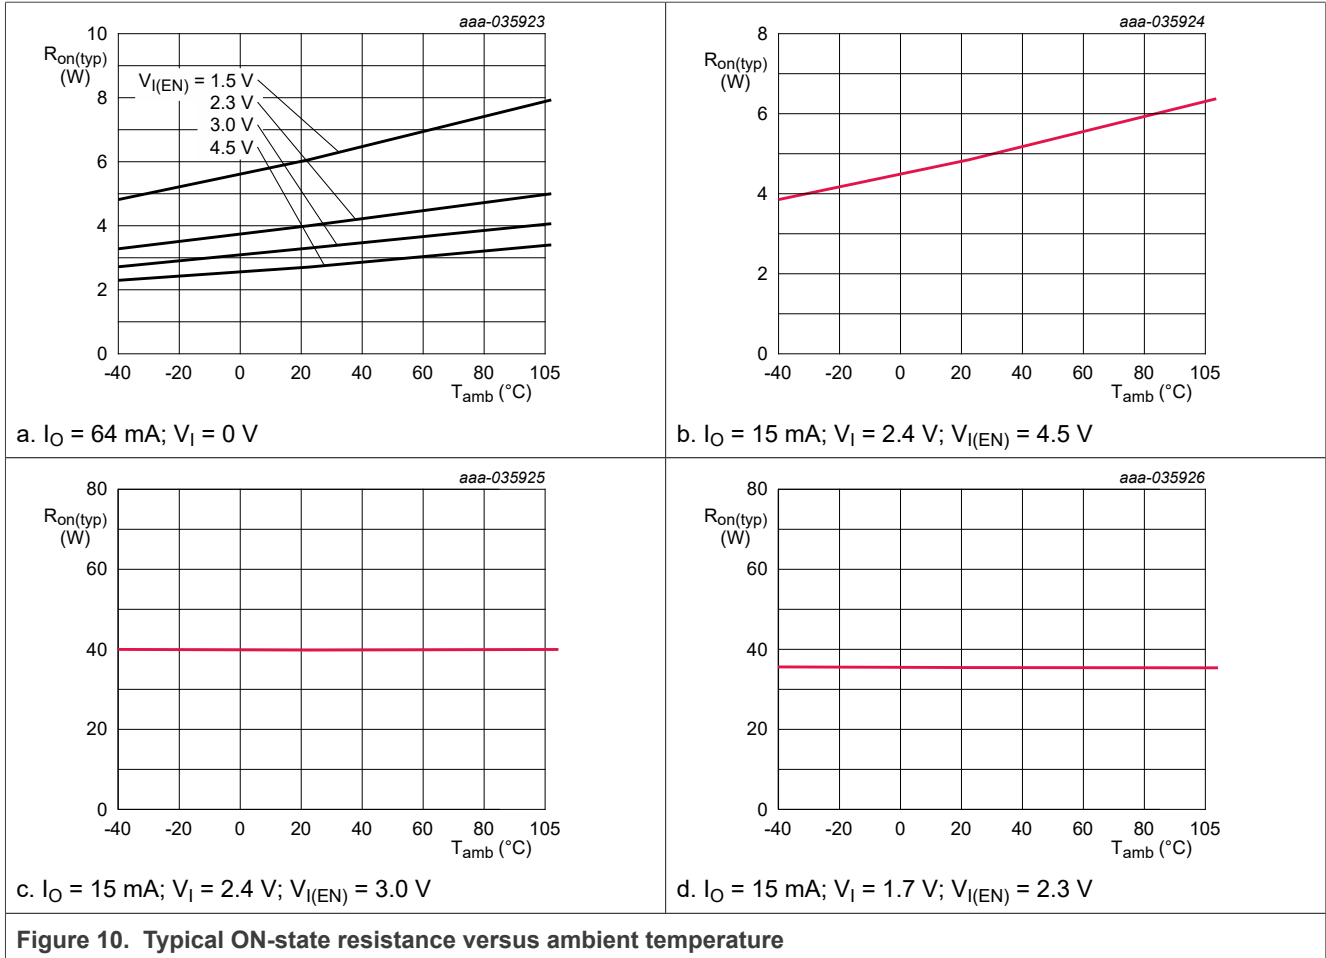 aaa-035923
Ron(typ)
(W)
VI(EN) = 1.5 V
2.3 V
3.0 V
4.5 V
10
8
6
4
2
0
-40 -20 0 20 40 60 80 105
Tamb (°C)
a. IO = 64 mA; VI = 0 V
aaa-035924
Ron(typ)
(W)
8
6
4
2
0
-40 -20 0 20 40 60 80 105
Tamb (°C)
b. IO = 15 mA; VI = 2.4 V; VI(EN) = 4.5 V
aaa-035925
Ron(typ)
(W)
80
60
40
20
0
-40 -20 0 20 40 60 80 105
Tamb (°C)
c. IO = 15 mA; VI = 2.4 V; VI(EN) = 3.0 V
aaa-035926
Ron(typ)
(W)
80
60
40
20
0
-40 -20 0 20 40 60 80 105
Tamb (°C)
d. IO = 15 mA; VI = 1.7 V; VI(EN) = 2.3 V
Figure 10. Typical ON-state resistance versus ambient temperature